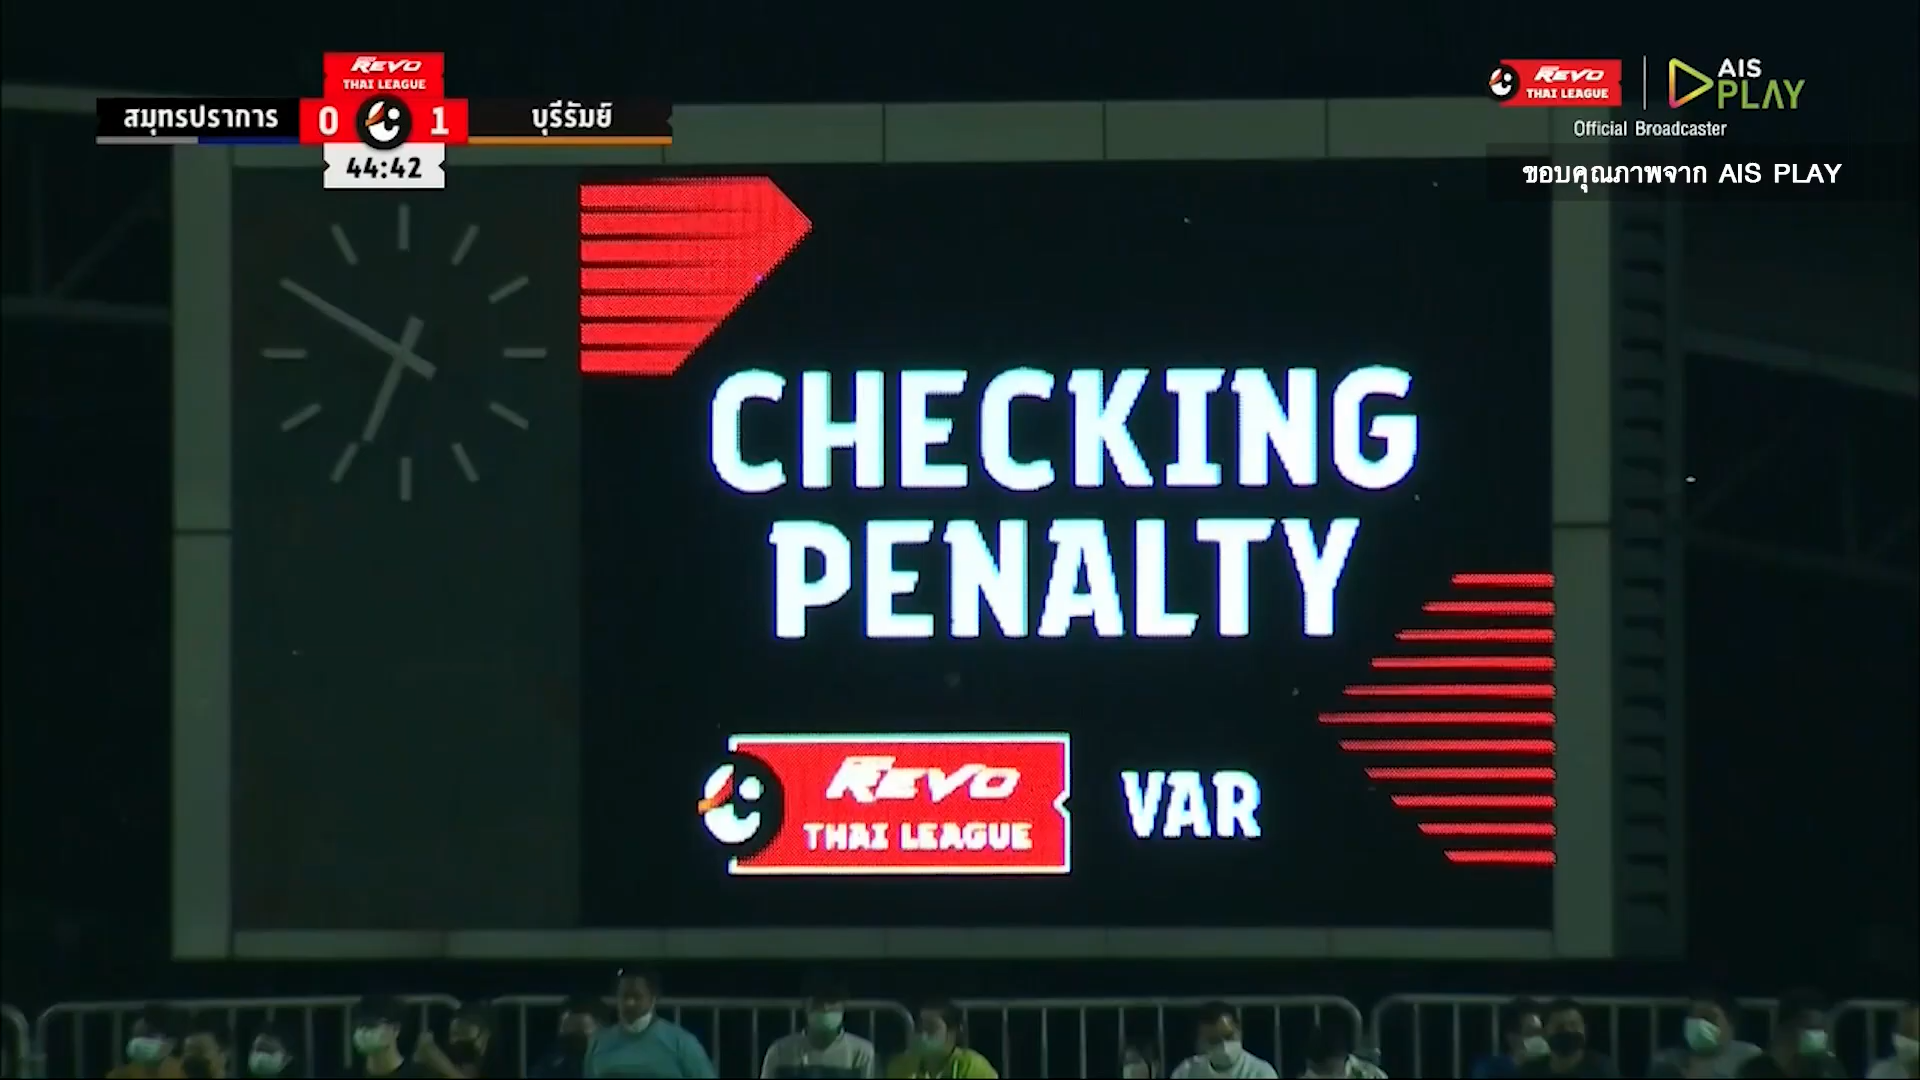 REVO
THAI LEAGUE
สมุทรปราการ 0 1 บุรีรัมย์
44:42
REVO
THAI LEAGUE
AIS
PLAY
Official Broadcaster
ขอบคุณภาพจาก AIS PLAY
CHECKING
PENALTY
REVO
THAI LEAGUE
VAR